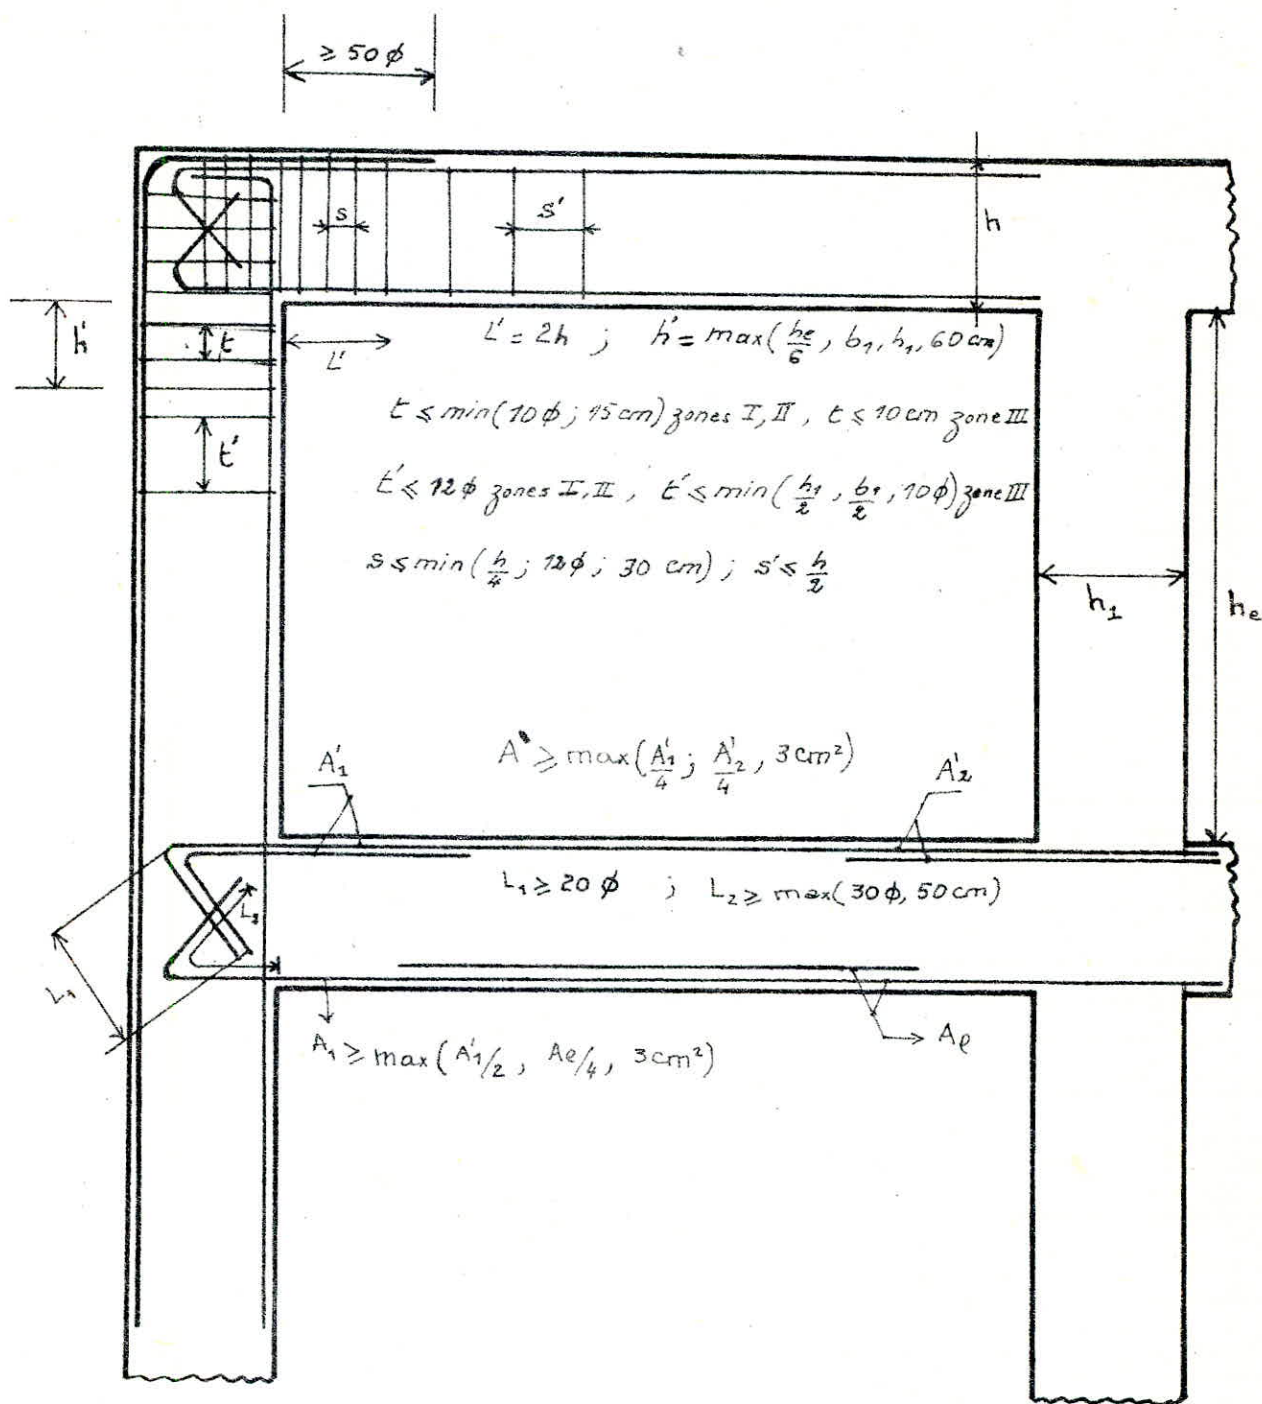 ≥ 50 ϕ
s
s'
h
h'
t
L'
L' = 2h ; h' = max(he/6, b1, h1, 60 cm)
t ≤ min(10ϕ ; 15 cm) zones I, II , t ≤ 10 cm zone III
t'
t' ≤ 12ϕ zones I, II , t' ≤ min(h1/2, b1/2, 10ϕ) zone III
s ≤ min(h/4 ; 12ϕ ; 30 cm) ; s' ≤ h/2
h1
he
A' ≥ max(A'1/4 ; A'2/4, 3 cm²)
A'1
A'2
L1 ≥ 20 ϕ ; L2 ≥ max(30ϕ, 50 cm)
L2
L1
A1 ≥ max(A'1/2, Ae/4, 3 cm²)
Ae